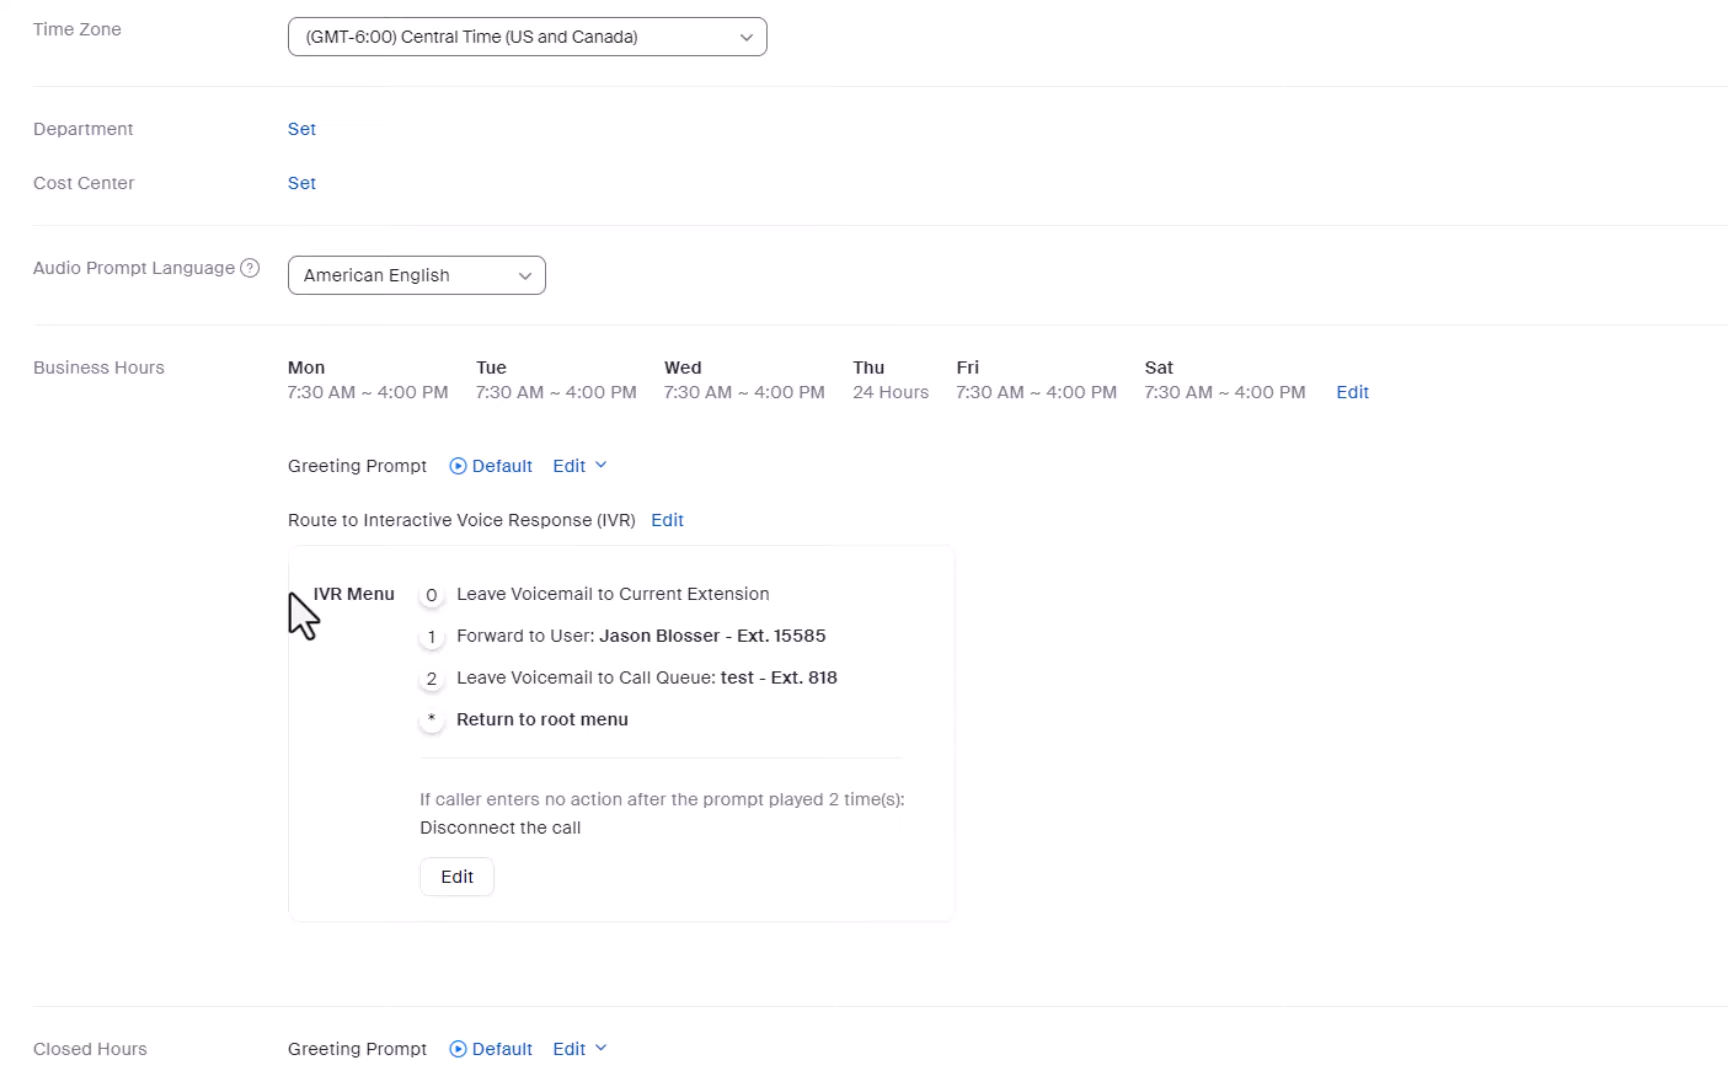 Time Zone
(GMT-6:00) Central Time (US and Canada)
Department
Set
Cost Center
Set
Audio Prompt Language ?
American English
Business Hours
Mon Tue Wed Thu Fri Sat
7:30 AM ~ 4:00 PM 7:30 AM ~ 4:00 PM 7:30 AM ~ 4:00 PM 24 Hours 7:30 AM ~ 4:00 PM 7:30 AM ~ 4:00 PM Edit
Greeting Prompt Default Edit
Route to Interactive Voice Response (IVR) Edit
IVR Menu 0 Leave Voicemail to Current Extension
1 Forward to User: Jason Blosser - Ext. 15585
2 Leave Voicemail to Call Queue: test - Ext. 818
* Return to root menu
If caller enters no action after the prompt played 2 time(s):
Disconnect the call
Edit
Closed Hours
Greeting Prompt Default Edit